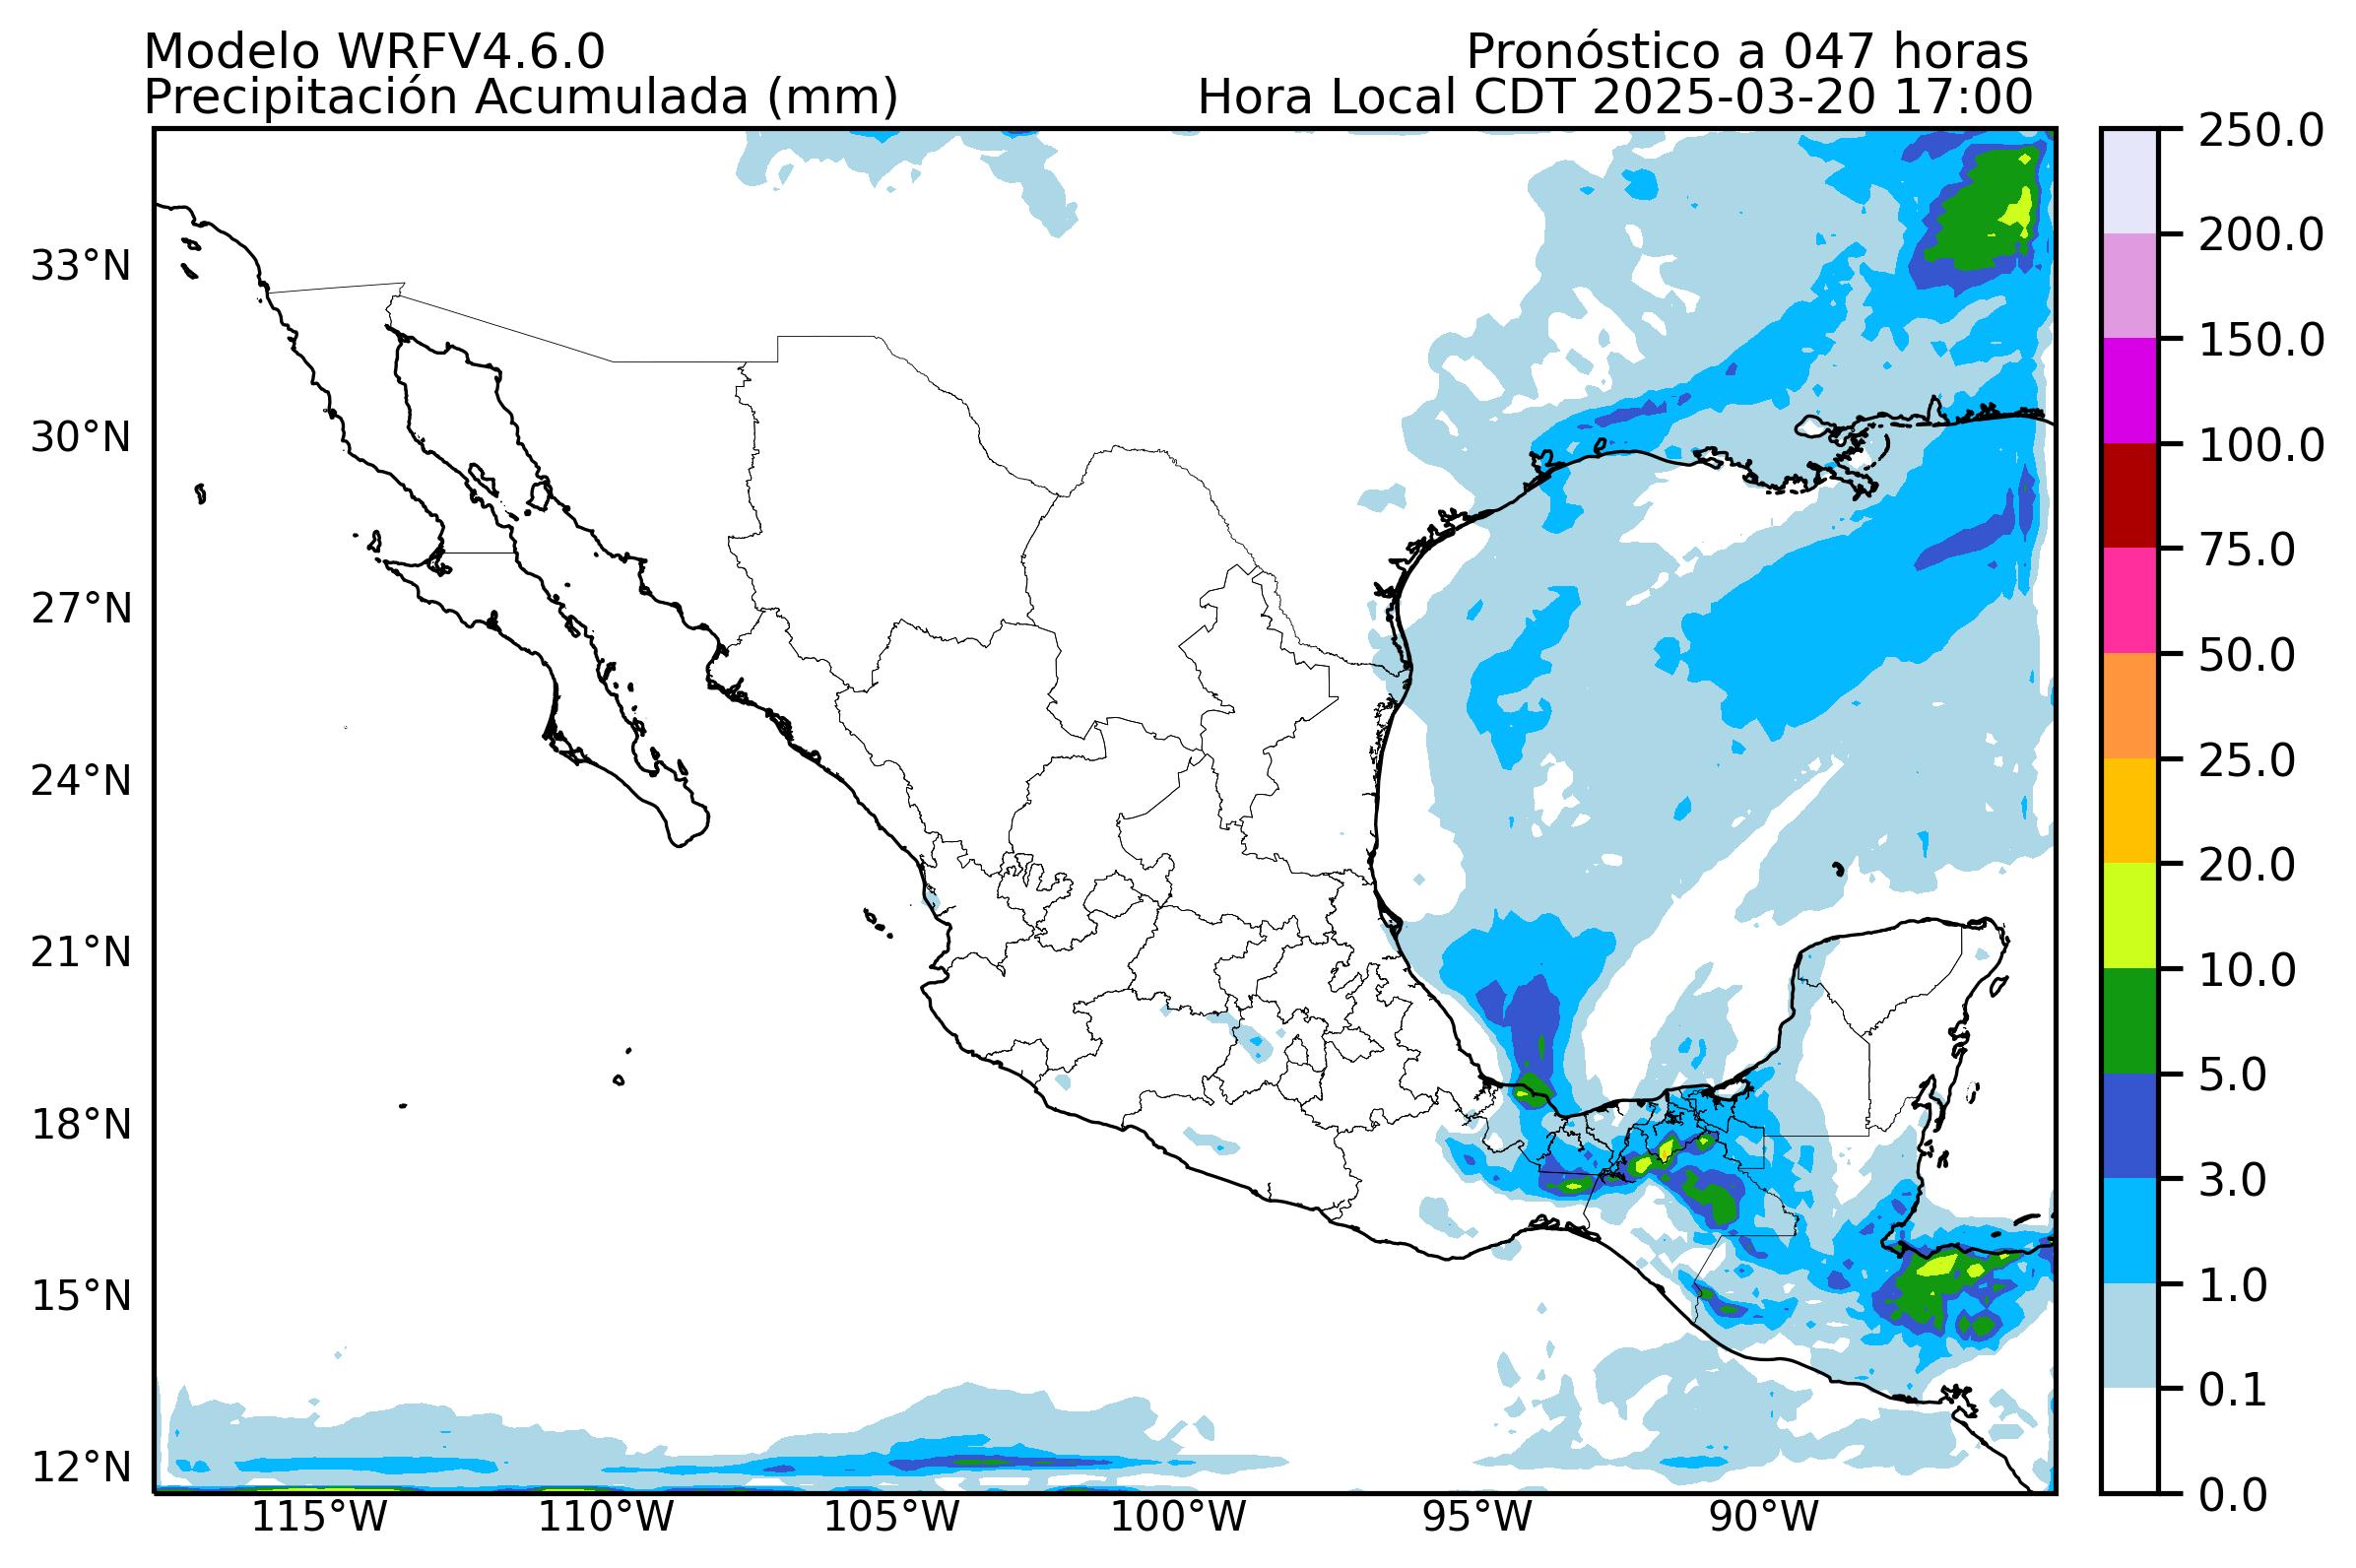 Modelo WRFV4.6.0
Pronóstico a 047 horas
Precipitación Acumulada (mm)
Hora Local CDT 2025-03-20 17:00
33°N
30°N
27°N
24°N
21°N
18°N
15°N
12°N
115°W
110°W
105°W
100°W
95°W
90°W
250.0
200.0
150.0
100.0
75.0
50.0
25.0
20.0
10.0
5.0
3.0
1.0
0.1
0.0